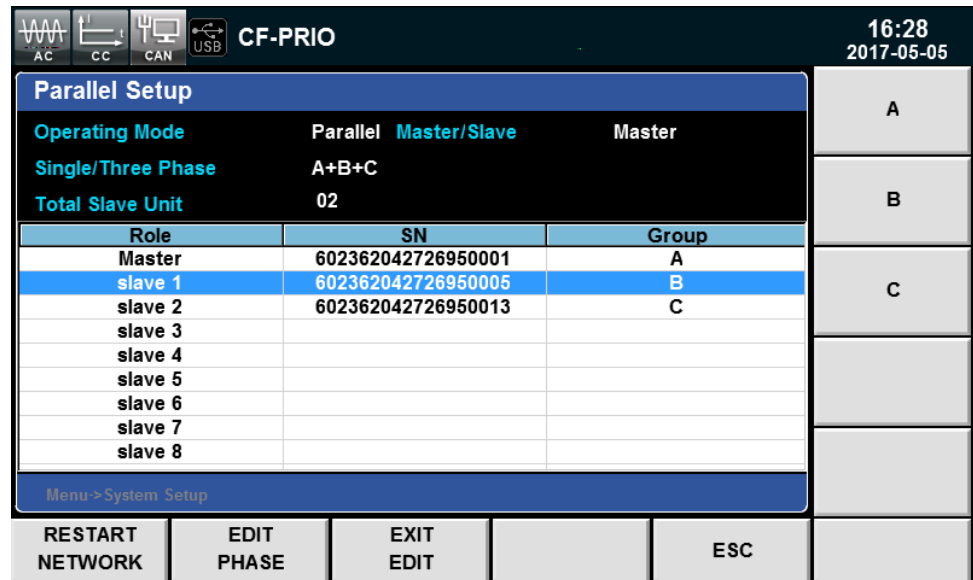 AC CC t CAN USB CF-PRIO 16:28
2017-05-05
Parallel Setup
Operating Mode Parallel Master/Slave Master
Single/Three Phase A+B+C
Total Slave Unit 02
Role SN Group
Master 602362042726950001 A
slave 1 602362042726950005 B
slave 2 602362042726950013 C
slave 3
slave 4
slave 5
slave 6
slave 7
slave 8
Menu->System Setup
A
B
C
RESTART NETWORK
EDIT PHASE
EXIT EDIT
ESC